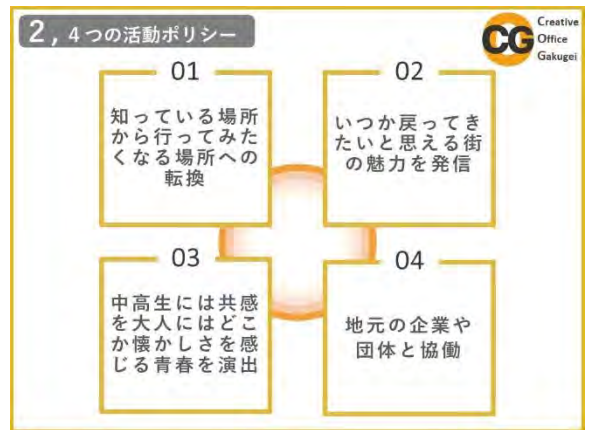 2, 4つの活動ポリシー
CG
Creative
Office
Gakugei
01
知っている場所
から行ってみた
くなる場所への
転換
02
いつか戻ってき
たいと思える街
の魅力を発信
03
中高生には共感
を大人にはどこ
か懐かしさを感
じる青春を演出
04
地元の企業や
団体と協働